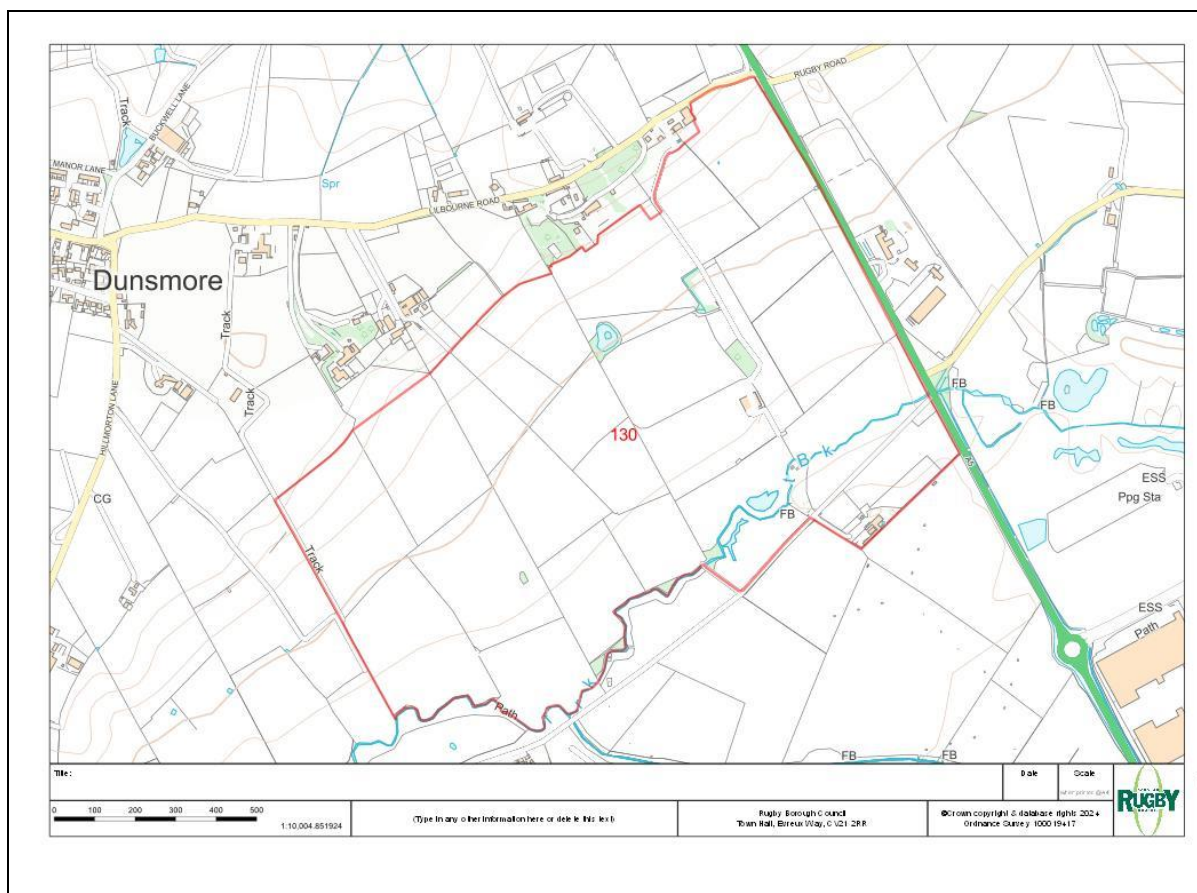 RUGBY ROAD
Track
BUCKWELL LANE
MANOR LANE
Spr
ILBOURNE ROAD
Dunsmore
Track
Track
HILLMORTON LANE
FB
FB
130
B k
A5
CG
ESS
Ppg Sta
FB
Track
ESS
Path
Path
k
FB
FB
Title:
Date
Scale
0 100 200 300 400 500
1:10,004.851924
(Type in any other information here or delete this text)
Rugby Borough Council
Town Hall, Evreux Way, CV21 2RR
©Crown copyright & database rights 2024
Ordnance Survey 100019417
RUGBY